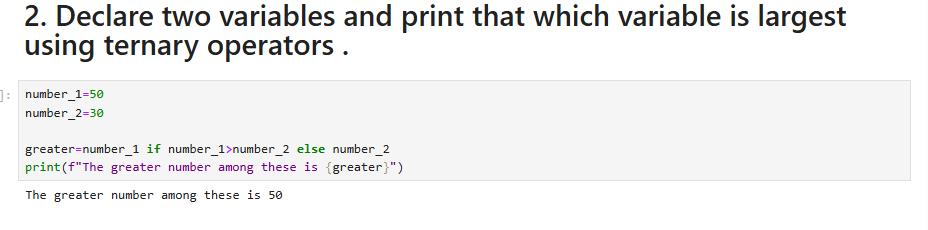 2. Declare two variables and print that which variable is largest
using ternary operators .
]:
number_1=50
number_2=30
greater=number_1 if number_1>number_2 else number_2
print(f"The greater number among these is {greater}")
The greater number among these is 50